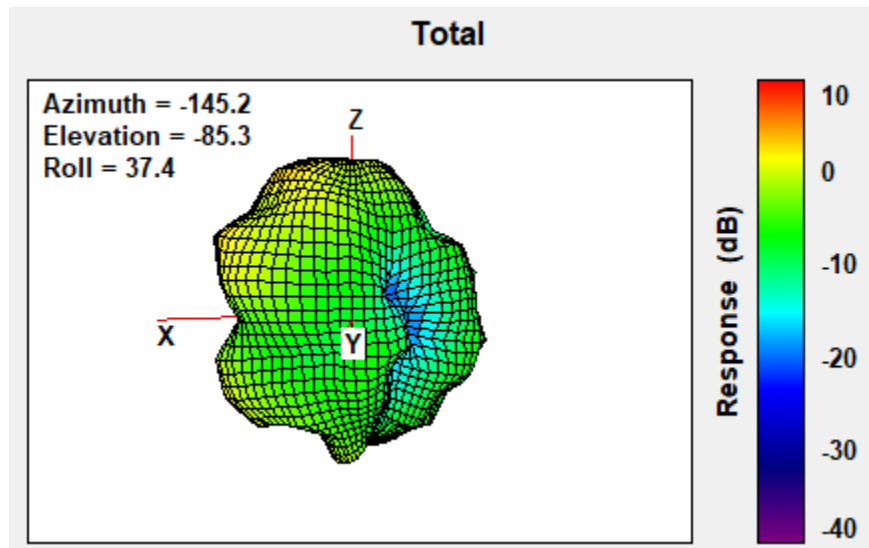 Total
Azimuth = -145.2
Elevation = -85.3
Roll = 37.4
Z
X
Y
Response (dB)
10
0
-10
-20
-30
-40